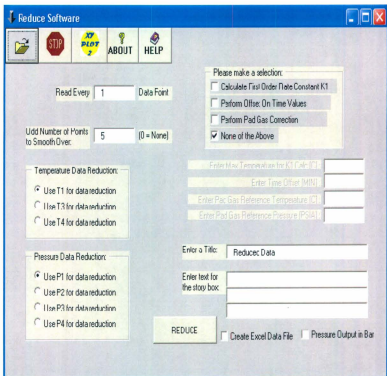 Reduce Software
STOP
XY
PLOT
2
ABOUT
HELP
Please make a selection:
Calculate First Order Rate Constant K1
Perform Offset On Time Values
Perform Pad Gas Correction
None of the Above
Read Every 1 Data Point
Odd Number of Points
to Smooth Over: 5 (0 = None)
Enter Max Temperature for K1 Calc (C)
Enter Time Offset (MIN)
Enter Pad Gas Reference Temperature (C)
Enter Pad Gas Reference Pressure (PSIA)
Temperature Data Reduction:
Use T1 for data reduction
Use T3 for data reduction
Use T4 for data reduction
Pressure Data Reduction:
Use P1 for data reduction
Use P2 for data reduction
Use P3 for data reduction
Use P4 for data reduction
Enter a Title: Reduced Data
Enter text for
the story box:
REDUCE
Create Excel Data File
Pressure Output in Bar